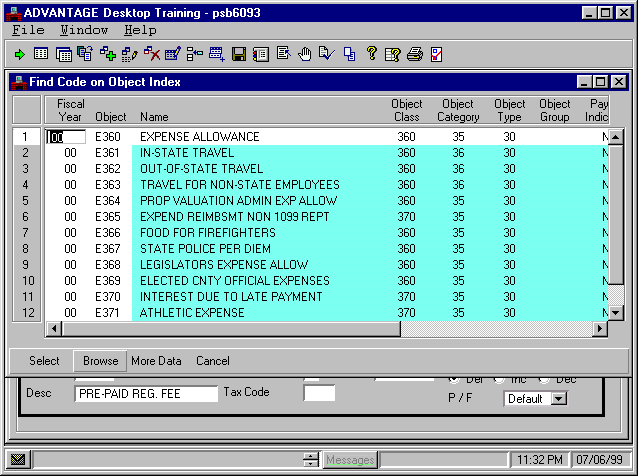 ADVANTAGE Desktop Training - psb6093
File Window Help
Find Code on Object Index
Fiscal Year Object Name Object Class Object Category Object Type Object Group Pay Indic
1 00 E360 EXPENSE ALLOWANCE 360 35 30 N
2 00 E361 IN-STATE TRAVEL 360 36 30 N
3 00 E362 OUT-OF-STATE TRAVEL 360 36 30 N
4 00 E363 TRAVEL FOR NON-STATE EMPLOYEES 360 36 30 N
5 00 E364 PROP VALUATION ADMIN EXP ALLOW 360 35 30 N
6 00 E365 EXPEND REIMBSMT NON 1099 REPT 370 35 30 N
7 00 E366 FOOD FOR FIREFIGHTERS 360 35 30 N
8 00 E367 STATE POLICE PER DIEM 360 35 30 N
9 00 E368 LEGISLATORS EXPENSE ALLOW 360 35 30 N
10 00 E369 ELECTED CNTY OFFICIAL EXPENSES 360 35 30 N
11 00 E370 INTEREST DUE TO LATE PAYMENT 370 35 30 N
12 00 E371 ATHLETIC EXPENSE 370 35 30 N
Select Browse More Data Cancel
Def Inc Dec
Desc PRE-PAID REG. FEE Tax Code P / F Default
Messages 11:32 PM 07/06/99